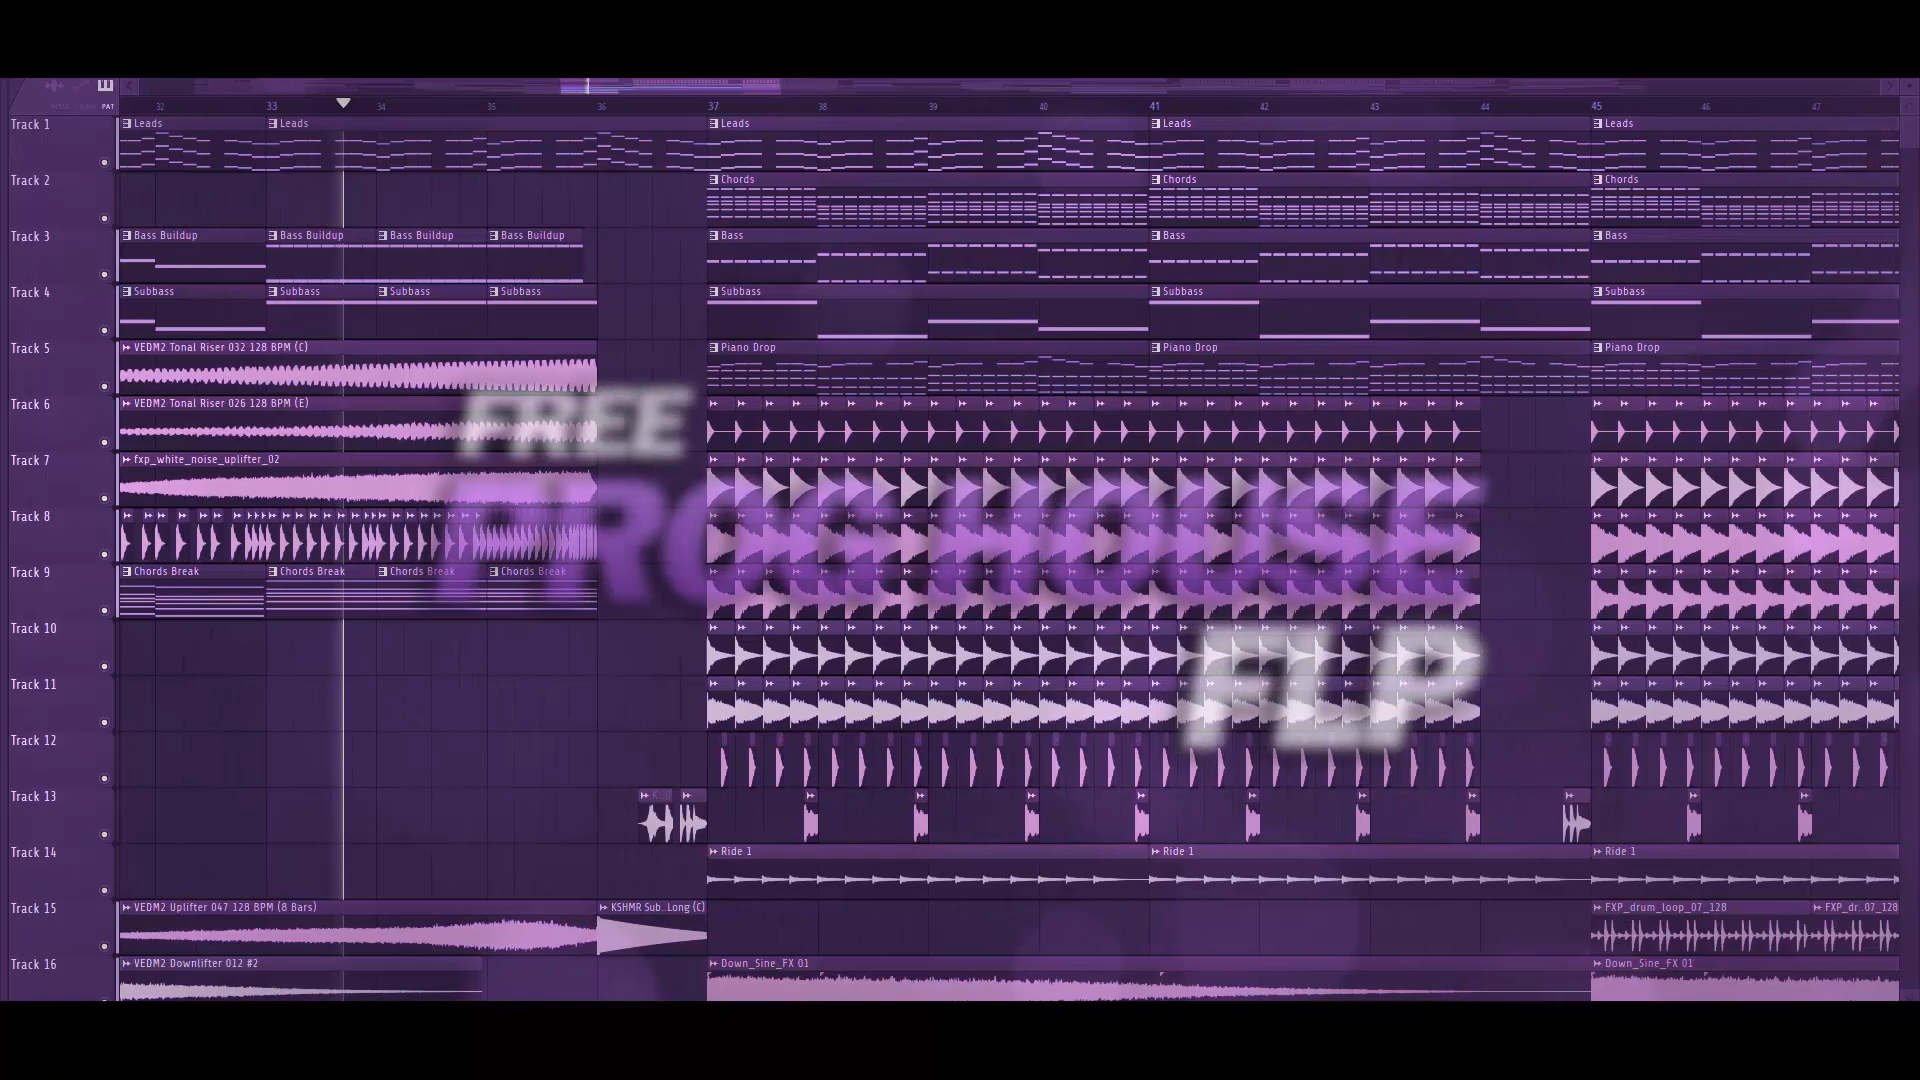 PAT
32 33 34 35 36 37 38 39 40 41 42 43 44 45 46 47
Track 1 Leads Leads Leads Leads Leads
Track 2 Chords Chords Chords
Track 3 Bass Buildup Bass Buildup Bass Buildup Bass Buildup Bass Bass Bass
Track 4 Subbass Subbass Subbass Subbass Subbass Subbass Subbass
Track 5 VEDM2 Tonal Riser 032 128 BPM (C) Piano Drop Piano Drop Piano Drop
Track 6 VEDM2 Tonal Riser 026 128 BPM (E)
FREE
Track 7 fxp_white_noise_uplifter_02
PROG HOUSE
Track 8
Track 9 Chords Break Chords Break Chords Break Chords Break
Track 10
FLP
Track 11
Track 12
Track 13
Track 14 Ride 1 Ride 1 Ride 1
Track 15 VEDM2 Uplifter 047 128 BPM (8 Bars) KSHMR Sub..Long (C) FXP_drum_loop_07_128 FXP_dr..07_128
Track 16 VEDM2 Downlifter 012 #2 Down_Sine_FX 01 Down_Sine_FX 01